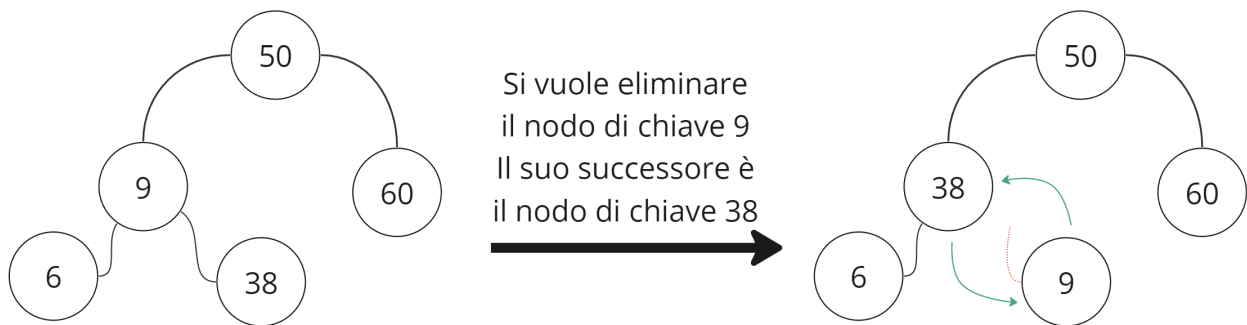 50
9
60
6
38
Si vuole eliminare
il nodo di chiave 9
Il suo successore è
il nodo di chiave 38
50
38
60
6
9